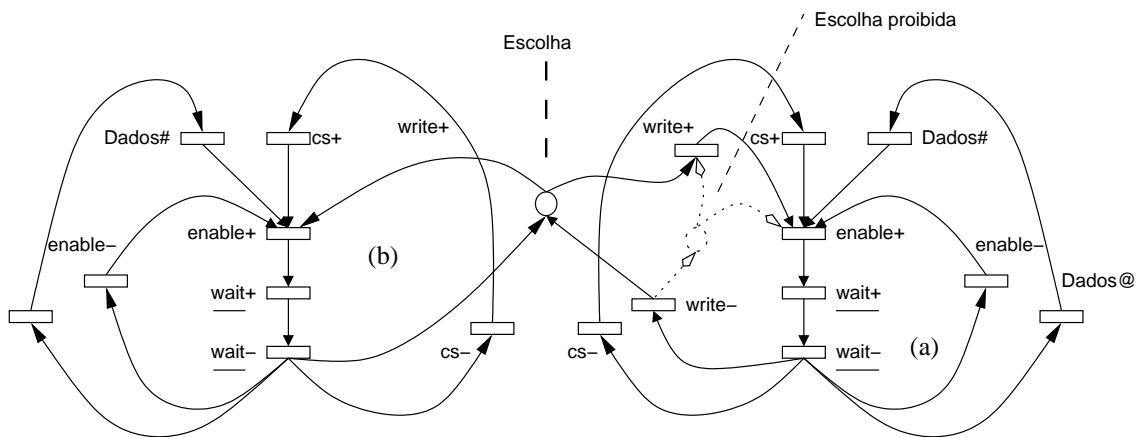 Escolha proibida
Escolha
write+
write+
Dados#
cs+
cs+
Dados#
enable+
enable+
enable−
(b)
enable−
Dados@
wait+
write−
wait+
wait−
cs−
cs−
wait−
(a)